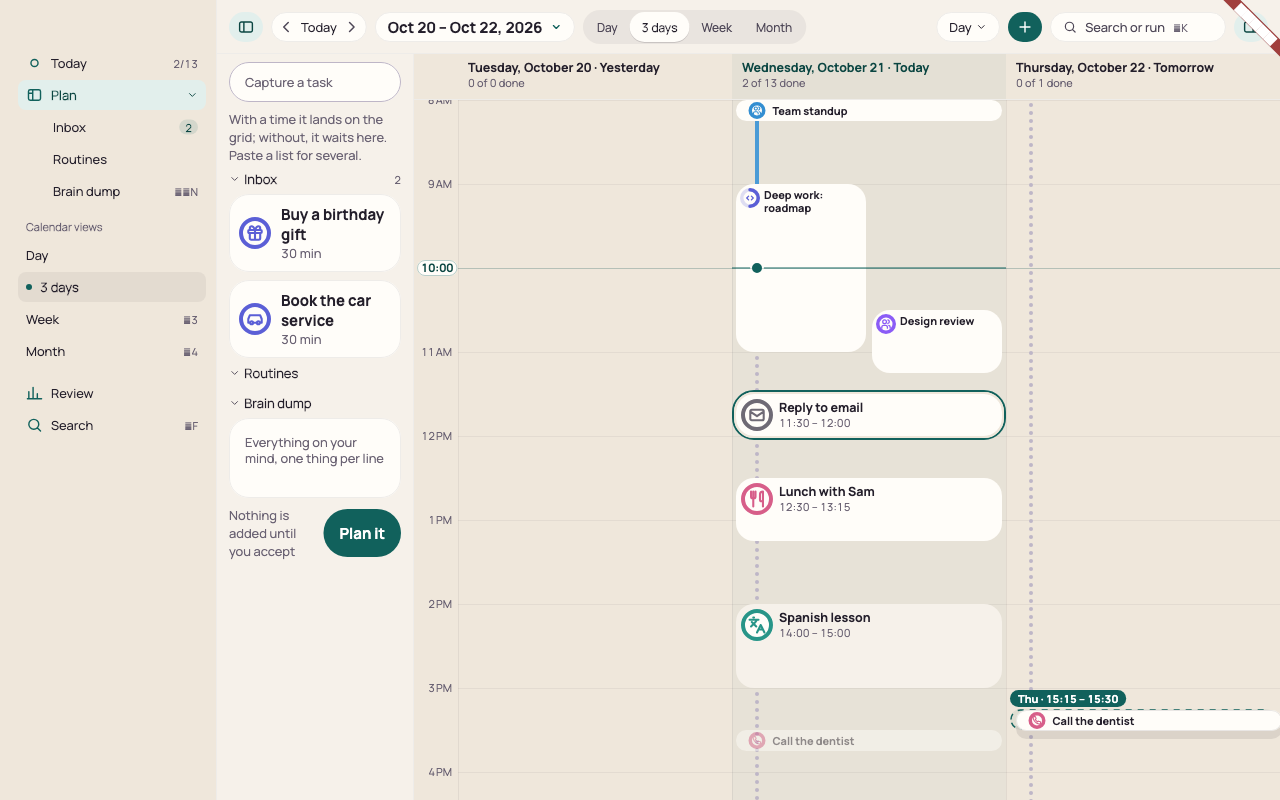 Today 2/13
Plan
Inbox 2
Routines
Brain dump N
Calendar views
Day
3 days
Week 3
Month 4
Review
Search F
Today
Oct 20 – Oct 22, 2026
Day
3 days
Week
Month
Day
Search or run K
Capture a task
With a time it lands on the
grid; without, it waits here.
Paste a list for several.
Inbox 2
Buy a birthday
gift
30 min
Book the car
service
30 min
Routines
Brain dump
Everything on your
mind, one thing per line
Nothing is
added until
you accept
Plan it
Tuesday, October 20 · Yesterday
0 of 0 done
Wednesday, October 21 · Today
2 of 13 done
Thursday, October 22 · Tomorrow
0 of 1 done
8 AM
9 AM
10:00
11 AM
12 PM
1 PM
2 PM
3 PM
4 PM
Team standup
Deep work:
roadmap
Design review
Reply to email
11:30 – 12:00
Lunch with Sam
12:30 – 13:15
Spanish lesson
14:00 – 15:00
Call the dentist
Thu · 15:15 – 15:30
Call the dentist